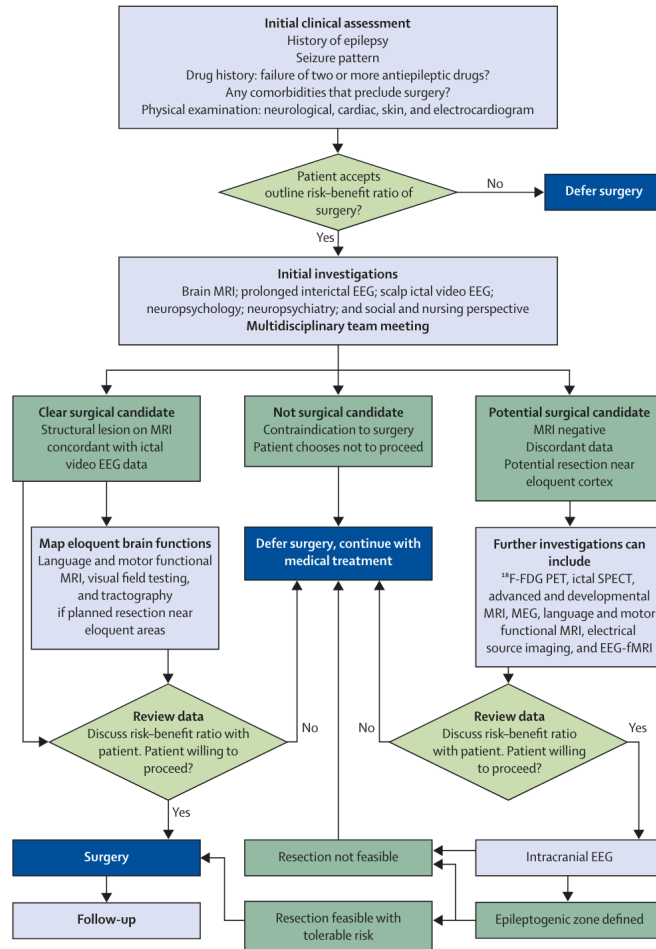 Initial clinical assessment
History of epilepsy
Seizure pattern
Drug history: failure of two or more antiepileptic drugs?
Any comorbidities that preclude surgery?
Physical examination: neurological, cardiac, skin, and electrocardiogram
Patient accepts
outline risk–benefit ratio of
surgery?
No
Defer surgery
Yes
Initial investigations
Brain MRI; prolonged interictal EEG; scalp ictal video EEG;
neuropsychology; neuropsychiatry; and social and nursing perspective
Multidisciplinary team meeting
Clear surgical candidate
Structural lesion on MRI
concordant with ictal
video EEG data
Not surgical candidate
Contraindication to surgery
Patient chooses not to proceed
Potential surgical candidate
MRI negative
Discordant data
Potential resection near
eloquent cortex
Map eloquent brain functions
Language and motor functional
MRI, visual field testing,
and tractography
if planned resection near
eloquent areas
Defer surgery, continue with
medical treatment
Further investigations can
include
¹⁸F-FDG PET, ictal SPECT,
advanced and developmental
MRI, MEG, language and motor
functional MRI, electrical
source imaging, and EEG-fMRI
Review data
Discuss risk–benefit ratio with
patient. Patient willing to
proceed?
No
Yes
No
Review data
Discuss risk–benefit ratio
with patient. Patient willing
to proceed?
Yes
Surgery
Resection not feasible
Intracranial EEG
Follow-up
Resection feasible with
tolerable risk
Epileptogenic zone defined